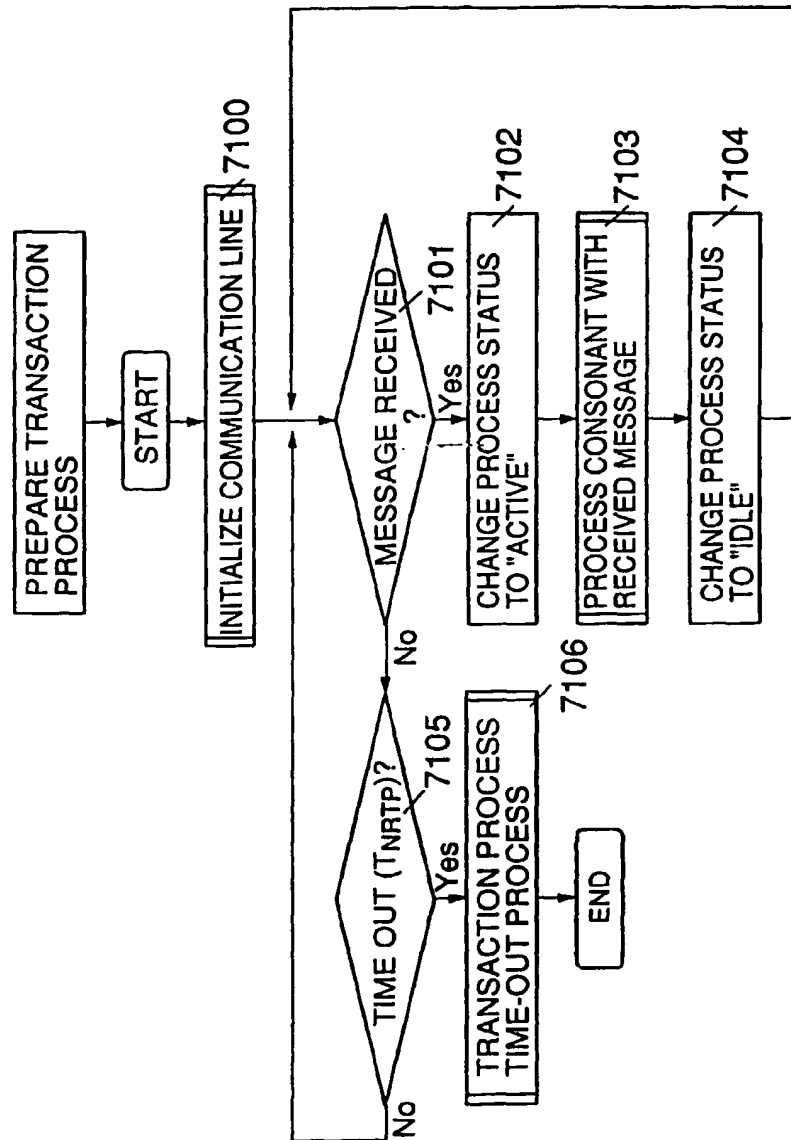 PREPARE TRANSACTION
PROCESS
START
INITIALIZE COMMUNICATION LINE
7100
MESSAGE RECEIVED
?
7101
Yes
No
CHANGE PROCESS STATUS
TO "ACTIVE"
7102
PROCESS CONSONANT WITH
RECEIVED MESSAGE
7103
CHANGE PROCESS STATUS
TO "IDLE"
7104
TIME OUT (TNRTP)?
7105
Yes
No
TRANSACTION PROCESS
TIME-OUT PROCESS
7106
END